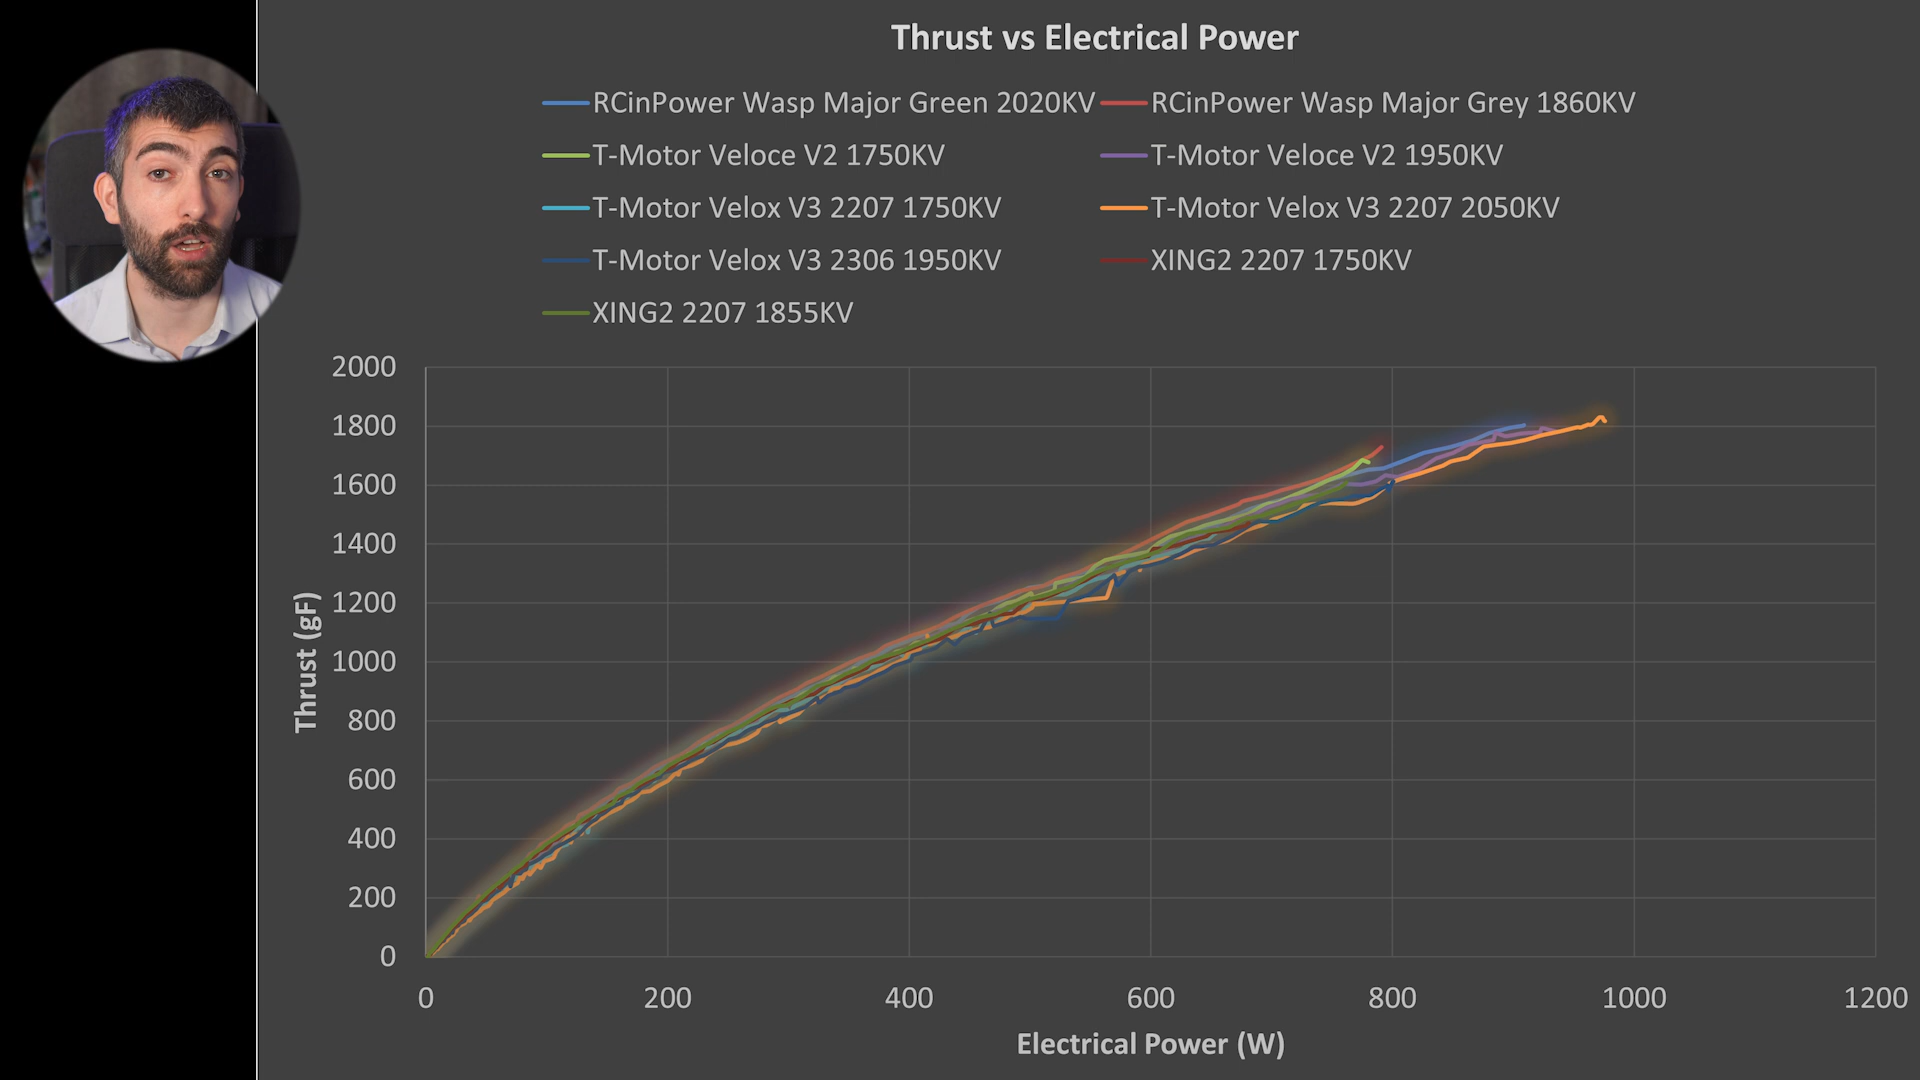 Thrust vs Electrical Power
RCinPower Wasp Major Green 2020KV
RCinPower Wasp Major Grey 1860KV
T-Motor Veloce V2 1750KV
T-Motor Veloce V2 1950KV
T-Motor Velox V3 2207 1750KV
T-Motor Velox V3 2207 2050KV
T-Motor Velox V3 2306 1950KV
XING2 2207 1750KV
XING2 2207 1855KV
Thrust (gF)
2000
1800
1600
1400
1200
1000
800
600
400
200
0
0 200 400 600 800 1000 1200
Electrical Power (W)